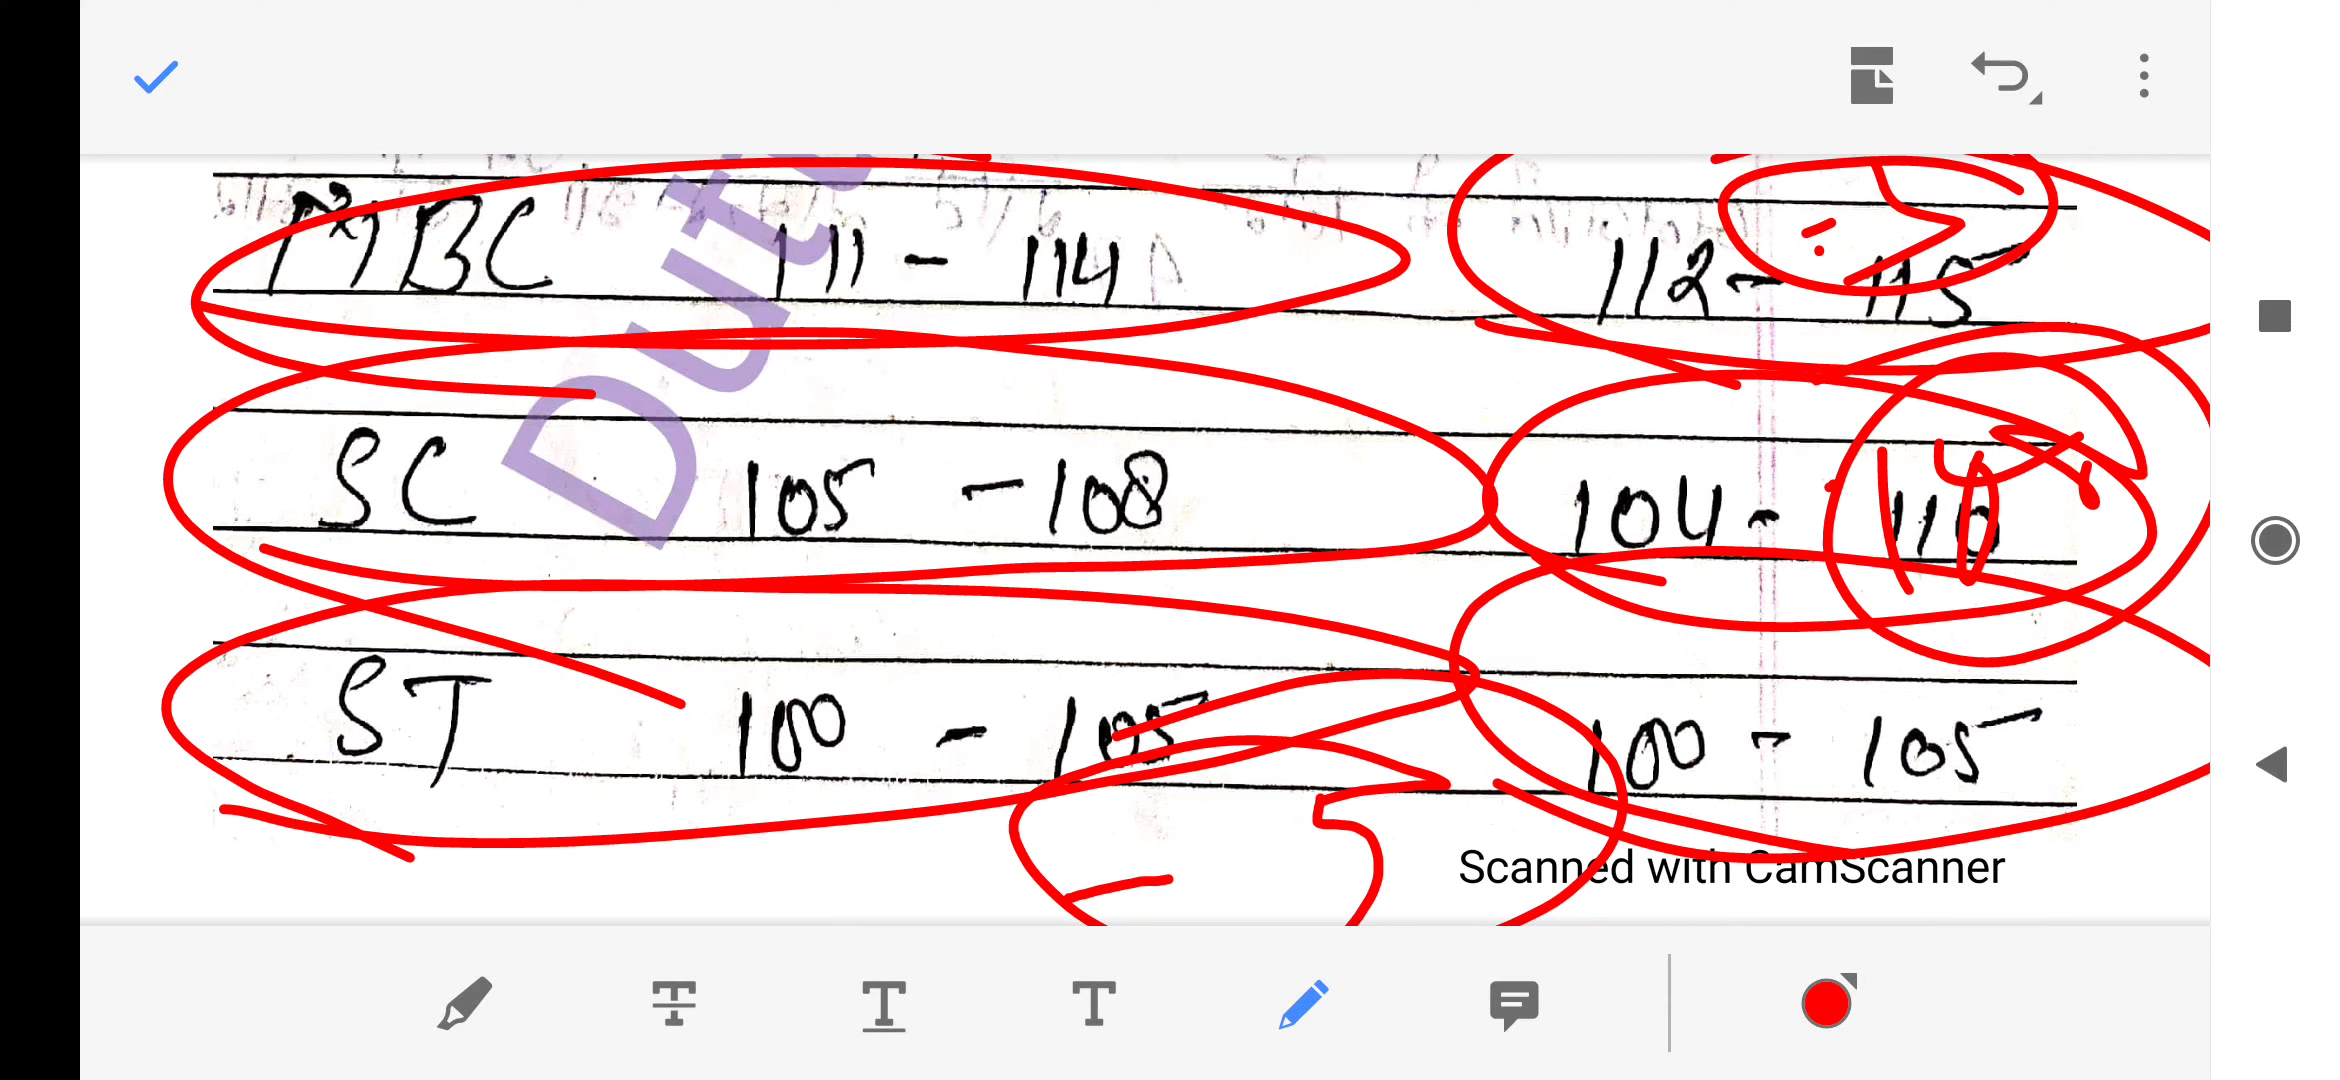 MBC 111 - 114 112 - 115
SC 105 - 108 104 - 110
ST 100 - 105 100 - 105
Scanned with CamScanner